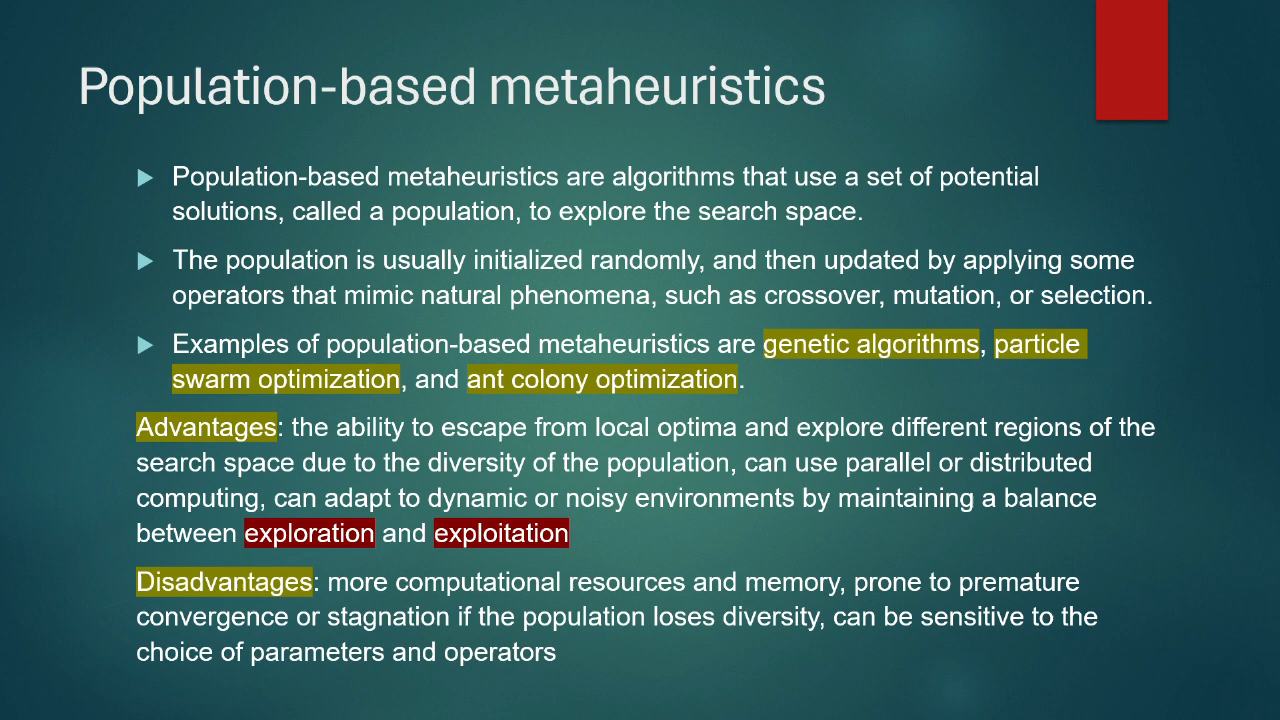 Population-based metaheuristics
Population-based metaheuristics are algorithms that use a set of potential
solutions, called a population, to explore the search space.
The population is usually initialized randomly, and then updated by applying some
operators that mimic natural phenomena, such as crossover, mutation, or selection.
Examples of population-based metaheuristics are genetic algorithms, particle
swarm optimization, and ant colony optimization.
Advantages: the ability to escape from local optima and explore different regions of the
search space due to the diversity of the population, can use parallel or distributed
computing, can adapt to dynamic or noisy environments by maintaining a balance
between exploration and exploitation
Disadvantages: more computational resources and memory, prone to premature
convergence or stagnation if the population loses diversity, can be sensitive to the
choice of parameters and operators